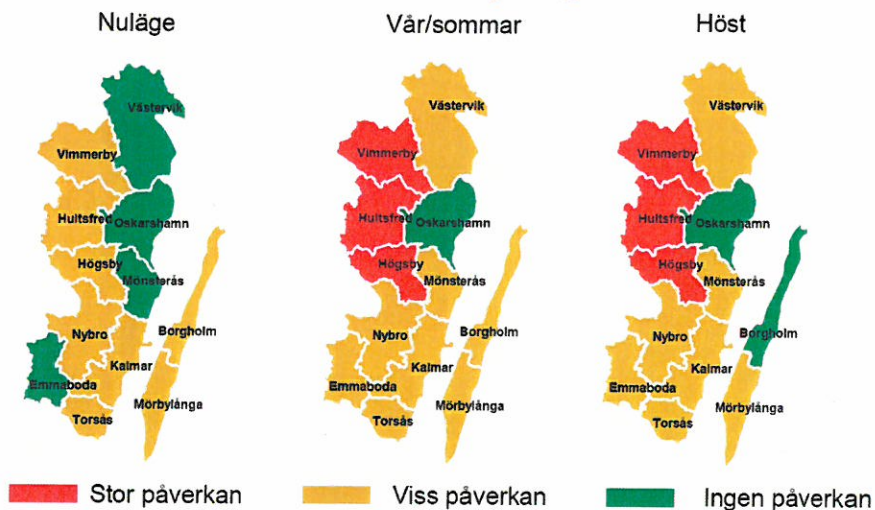 Nuläge
Västervik
Vimmerby
Hultsfred
Oskarshamn
Högsby
Mönsterås
Nybro
Borgholm
Kalmar
Emmaboda
Mörbylånga
Torsås
Vår/sommar
Västervik
Vimmerby
Hultsfred
Oskarshamn
Högsby
Mönsterås
Nybro
Borgholm
Kalmar
Emmaboda
Mörbylånga
Torsås
Höst
Västervik
Vimmerby
Hultsfred
Oskarshamn
Högsby
Mönsterås
Nybro
Borgholm
Kalmar
Emmaboda
Mörbylånga
Torsås
Stor påverkan
Viss påverkan
Ingen påverkan